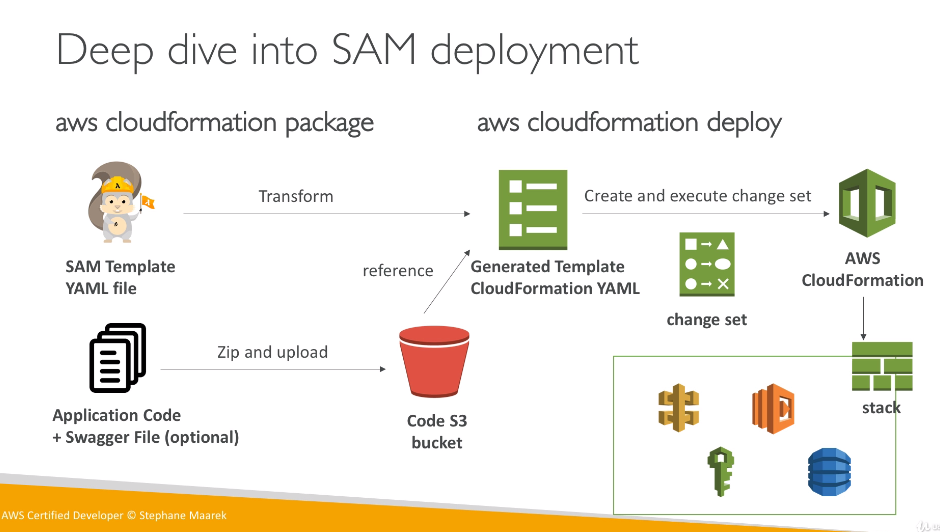 Deep dive into SAM deployment
aws cloudformation package
aws cloudformation deploy
Transform
Create and execute change set
SAM Template
YAML file
reference
Generated Template
CloudFormation YAML
AWS
CloudFormation
change set
Zip and upload
Application Code
+ Swagger File (optional)
Code S3
bucket
stack
AWS Certified Developer © Stephane Maarek